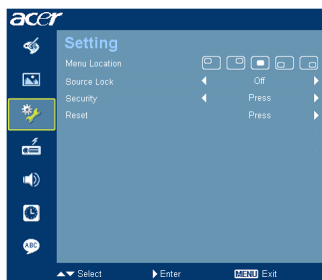 acer
Setting
Menu Location
Source Lock Off
Security Press
Reset Press
ABC
Select Enter MENU Exit